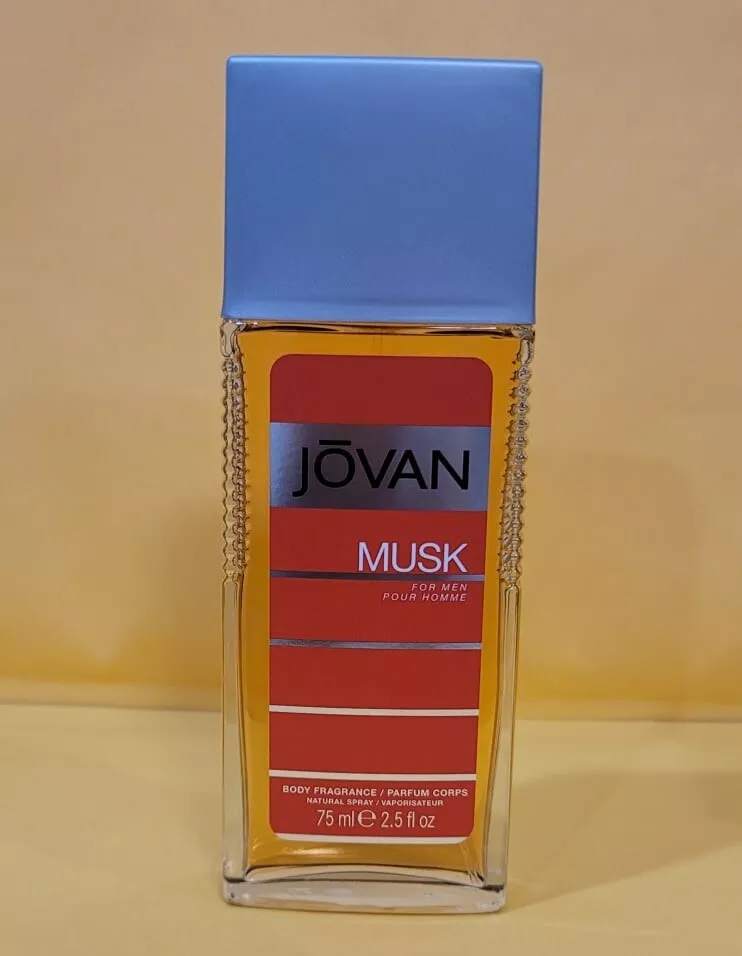 JŌVAN
MUSK
FOR MEN
POUR HOMME
BODY FRAGRANCE / PARFUM CORPS
NATURAL SPRAY / VAPORISATEUR
75 ml ℮ 2.5 fl oz